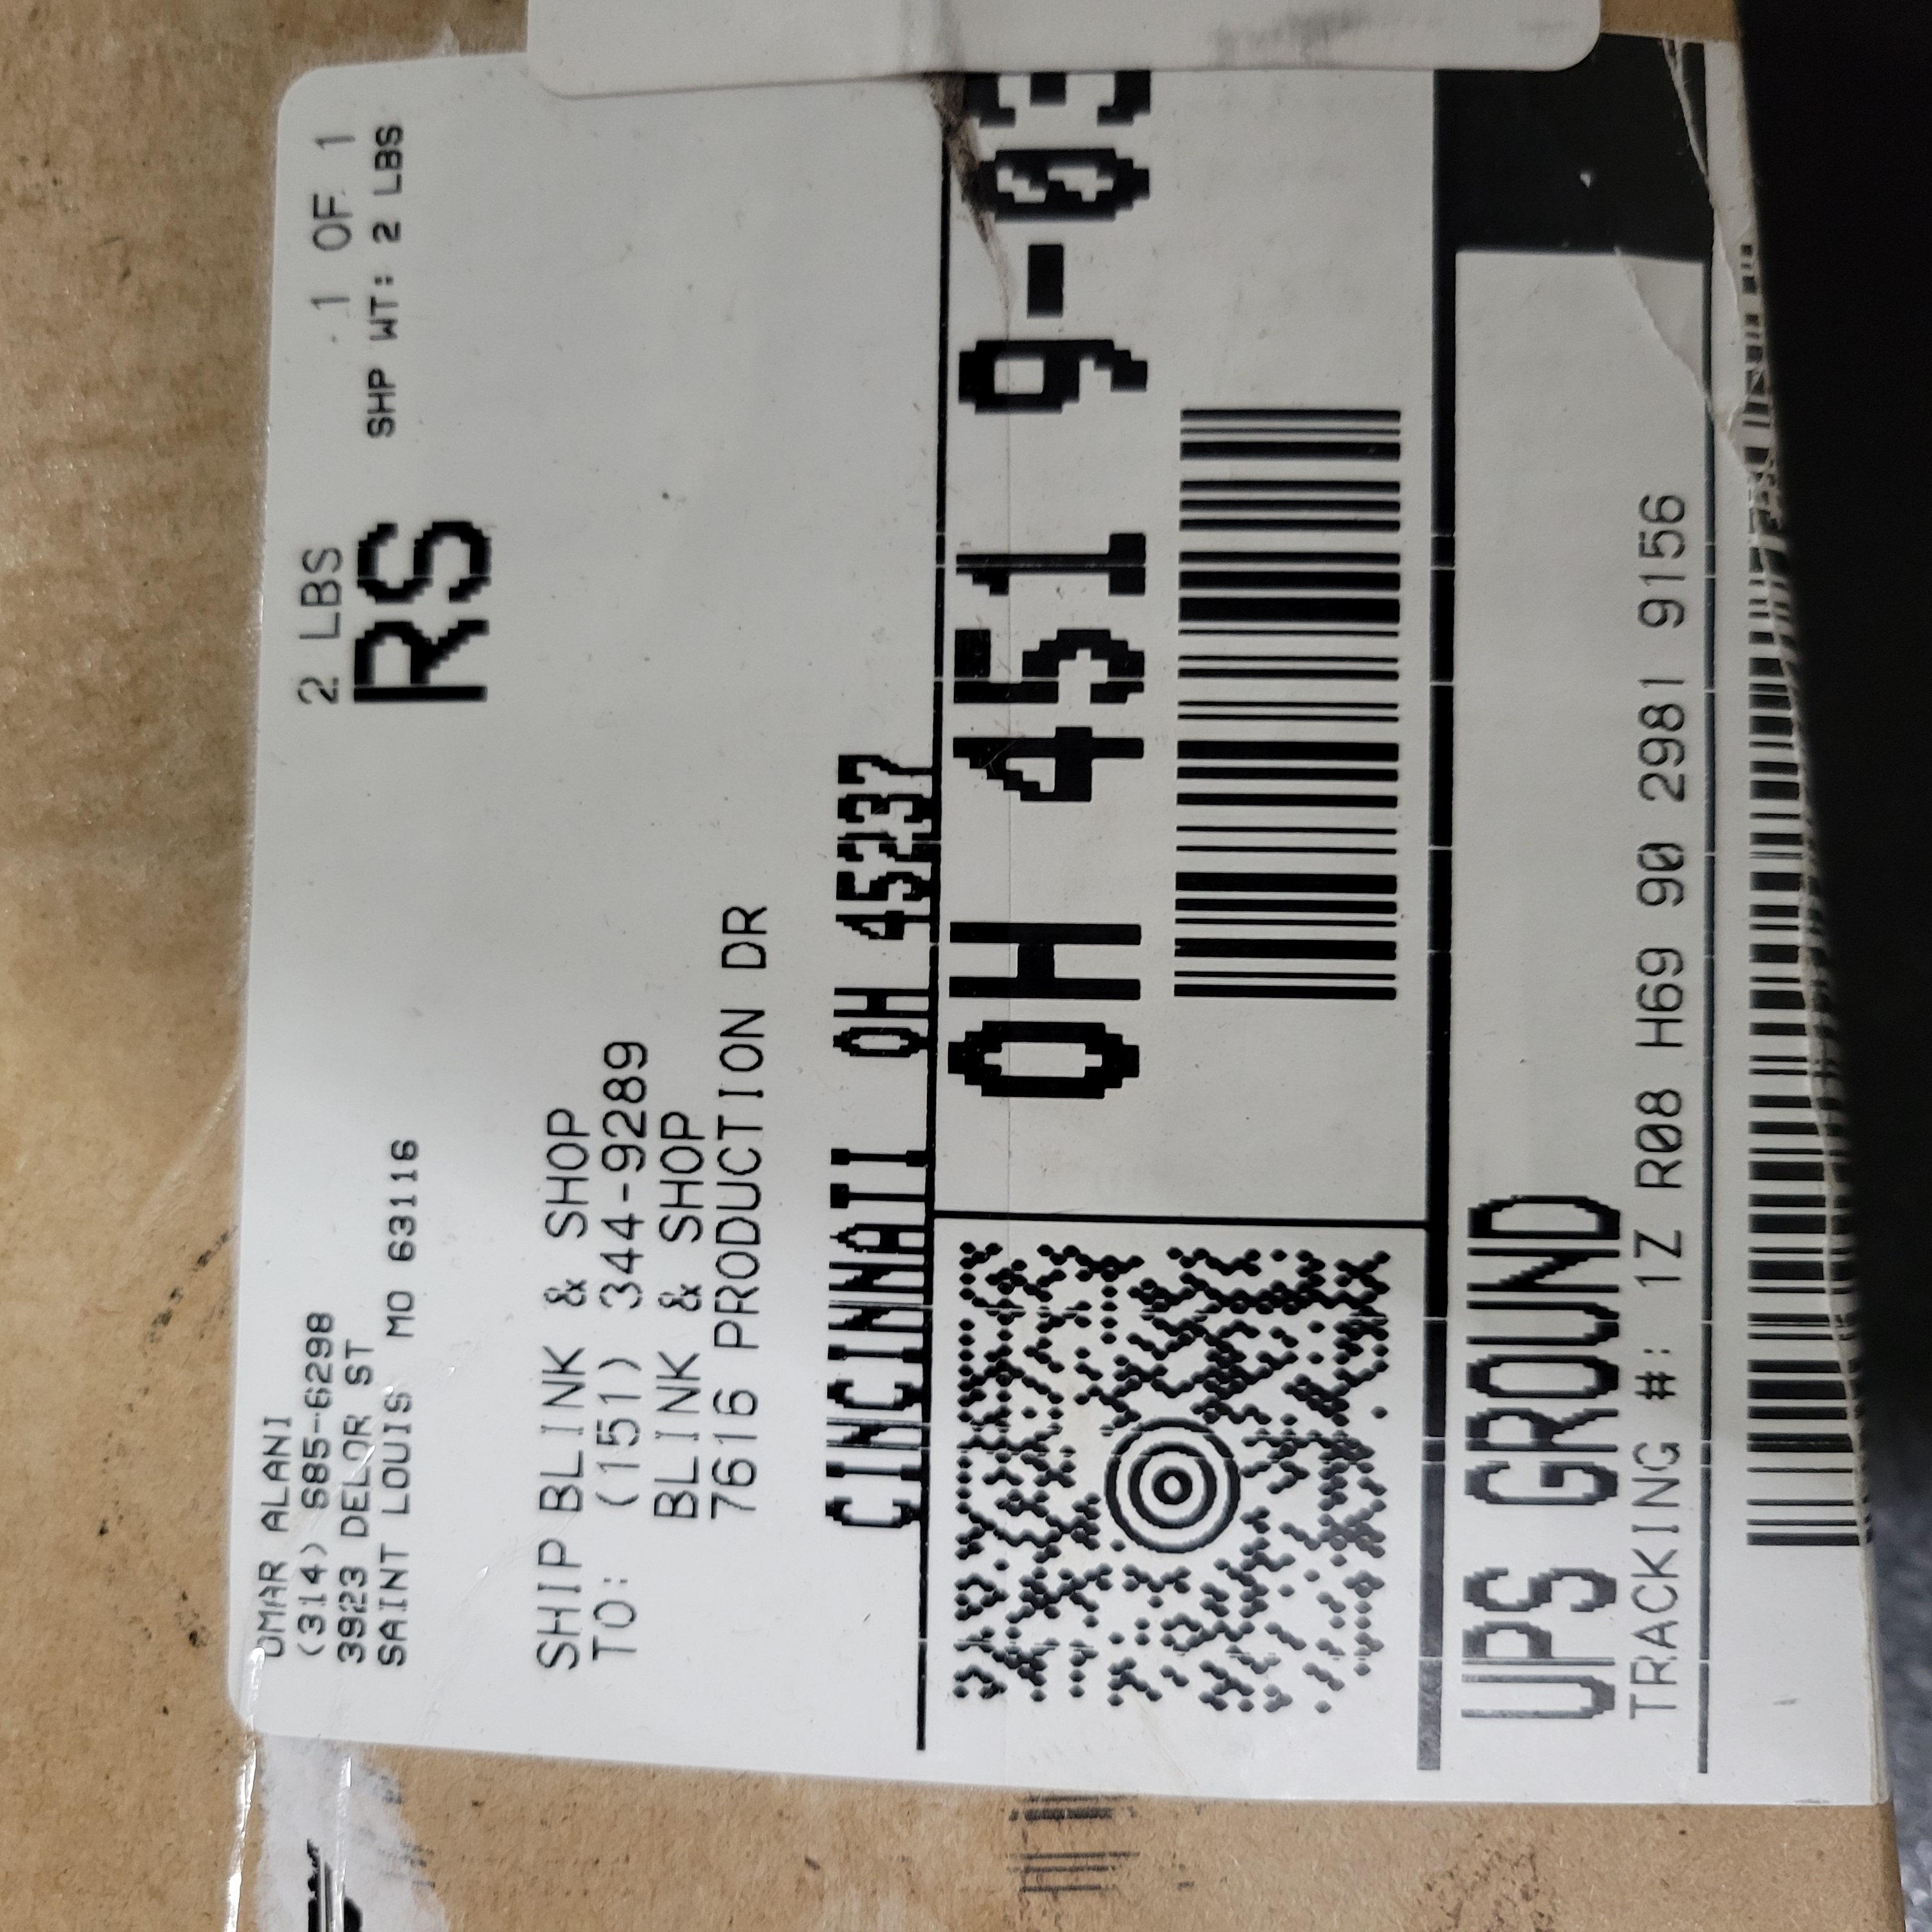 OMAR ALANI
(314) 585-6298
3923 DELOR ST
SAINT LOUIS MO 63116
2 LBS
1 OF 1
RS
SHP WT: 2 LBS
SHIP BLINK & SHOP
TO: (151) 344-9289
BLINK & SHOP
7616 PRODUCTION DR
CINCINNATI OH 45237
OH 451 9-03
UPS GROUND
TRACKING #: 1Z R08 H69 90 2981 9156